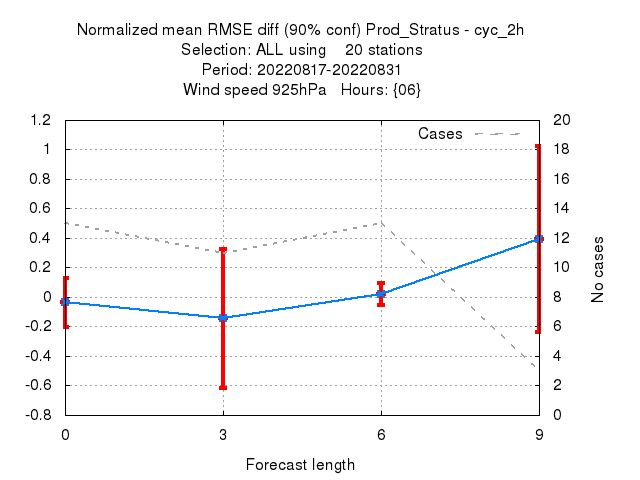 Normalized mean RMSE diff (90% conf) Prod_Stratus - cyc_2h
Selection: ALL using 20 stations
Period: 20220817-20220831
Wind speed 925hPa Hours: {06}
Cases
1.2
1
0.8
0.6
0.4
0.2
0
-0.2
-0.4
-0.6
-0.8
20
18
16
14
12
10
8
6
4
2
0
No cases
0 3 6 9
Forecast length